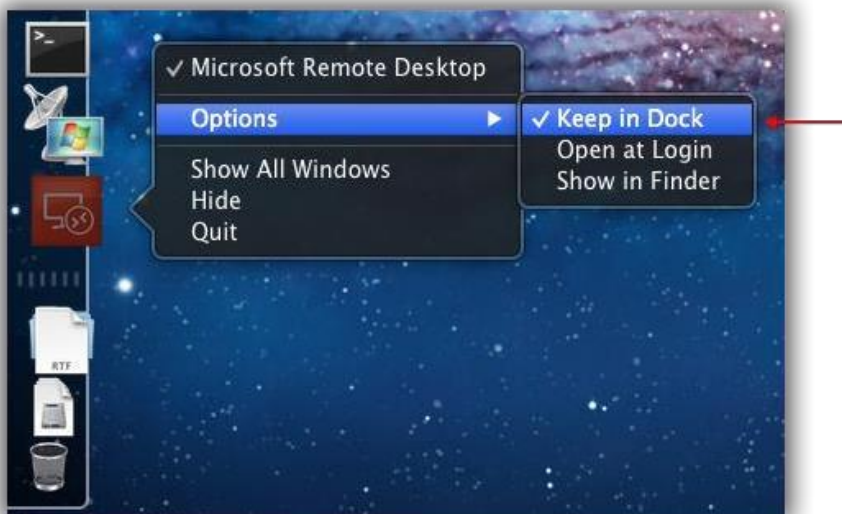 >_
✓ Microsoft Remote Desktop
Options
✓ Keep in Dock
Open at Login
Show in Finder
Show All Windows
Hide
Quit
RTF